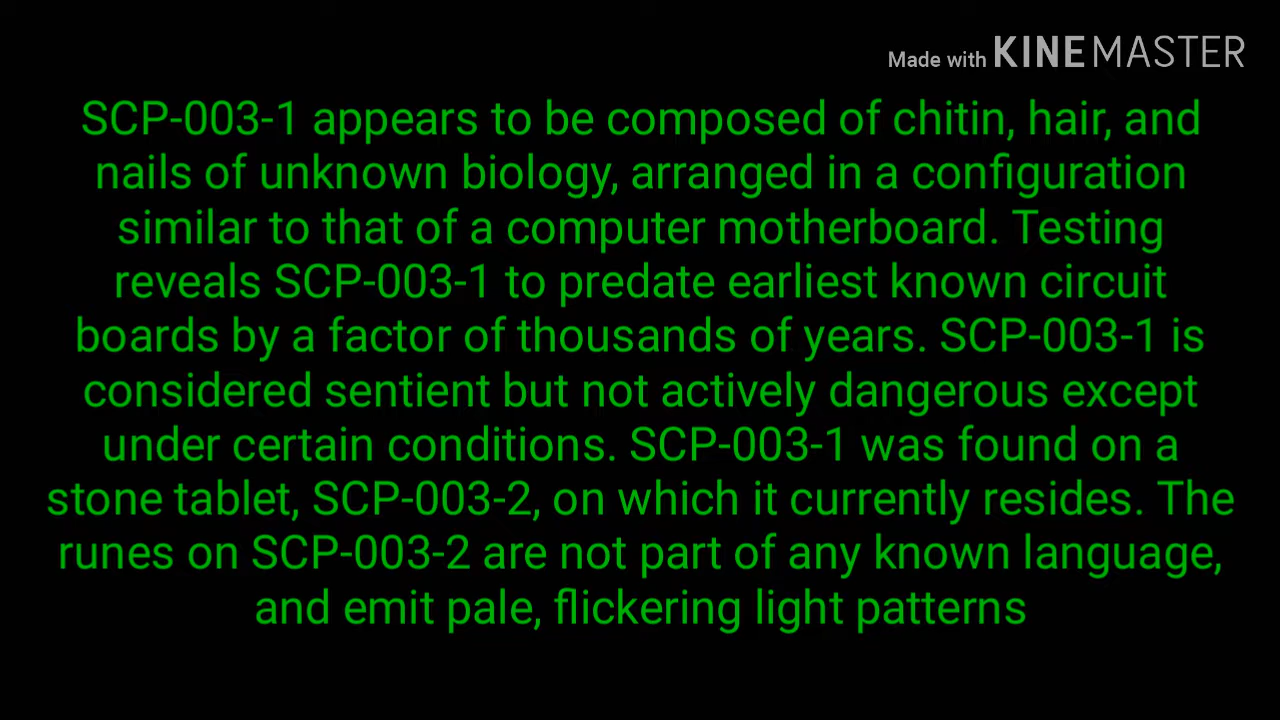 Made with KINEMASTER
SCP-003-1 appears to be composed of chitin, hair, and
nails of unknown biology, arranged in a configuration
similar to that of a computer motherboard. Testing
reveals SCP-003-1 to predate earliest known circuit
boards by a factor of thousands of years. SCP-003-1 is
considered sentient but not actively dangerous except
under certain conditions. SCP-003-1 was found on a
stone tablet, SCP-003-2, on which it currently resides. The
runes on SCP-003-2 are not part of any known language,
and emit pale, flickering light patterns